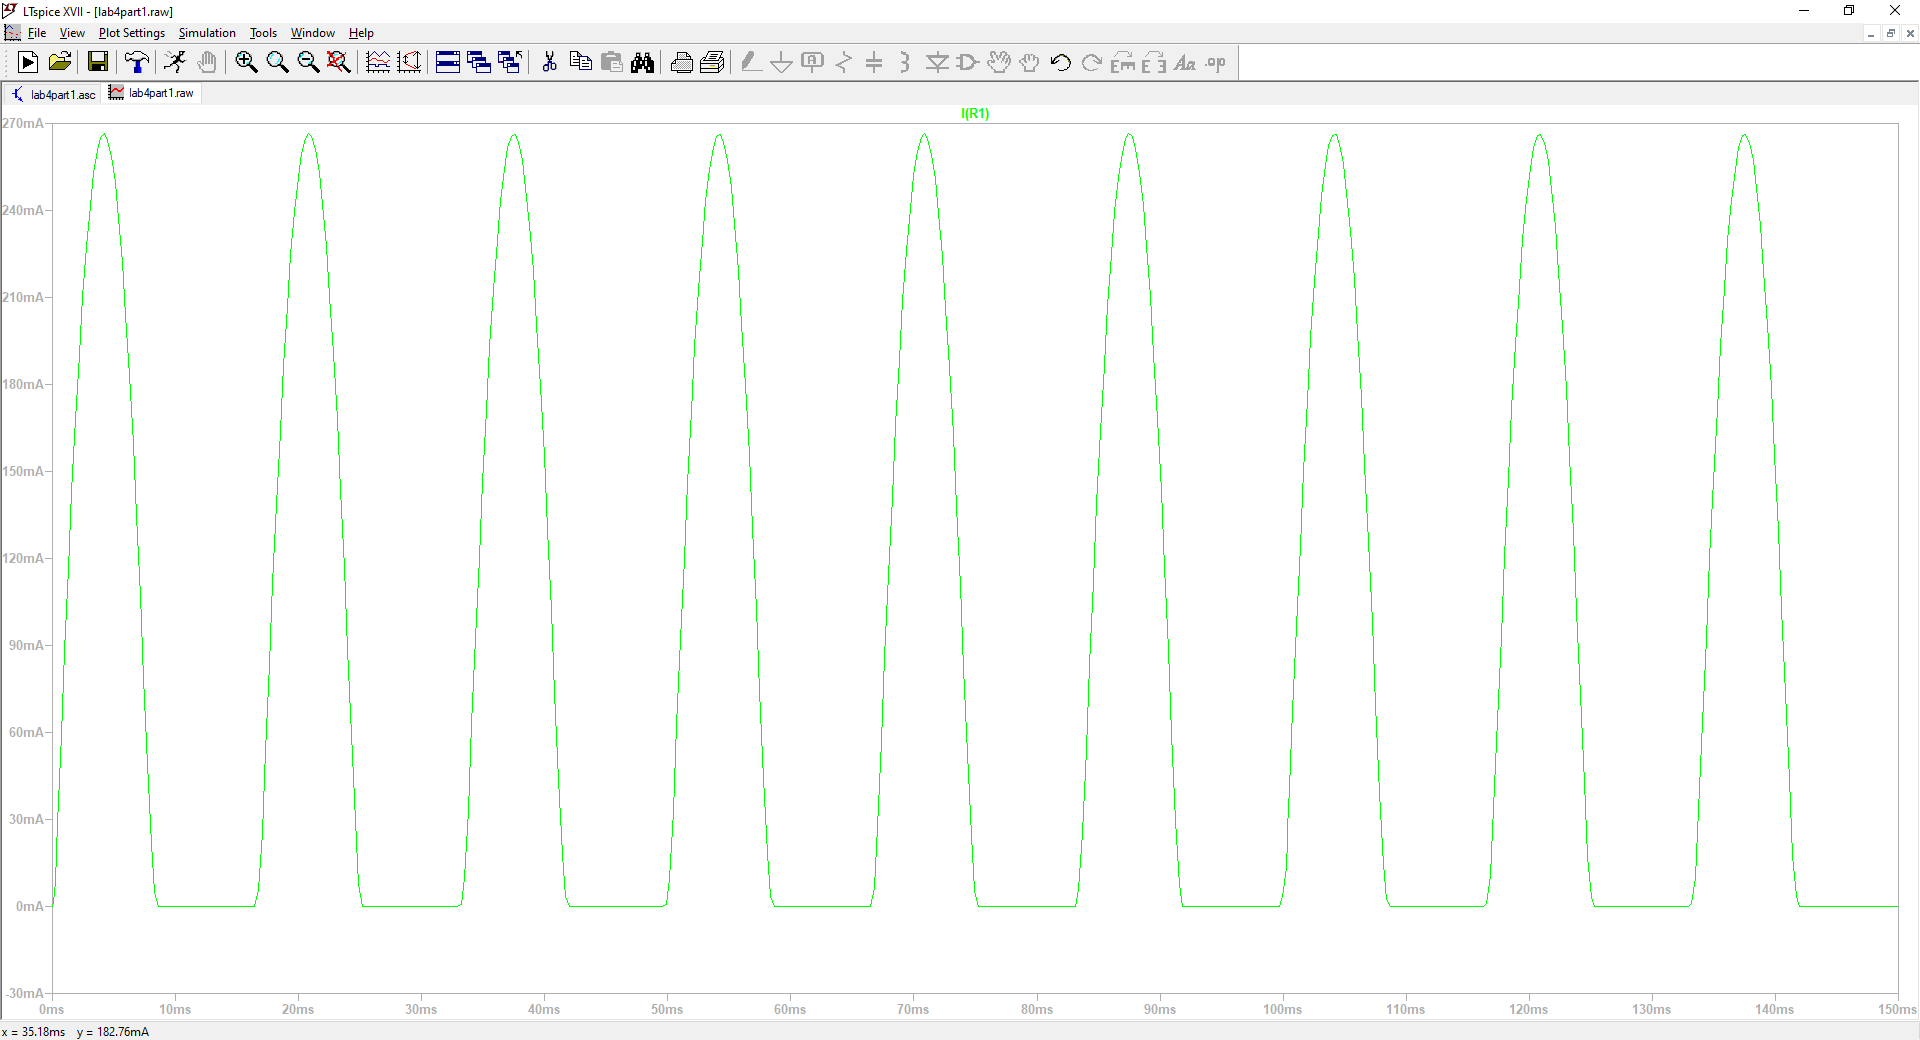 LTspice XVII - [lab4part1.raw]
File View Plot Settings Simulation Tools Window Help
lab4part1.asc lab4part1.raw
I(R1)
270mA
240mA
210mA
180mA
150mA
120mA
90mA
60mA
30mA
0mA
-30mA
0ms 10ms 20ms 30ms 40ms 50ms 60ms 70ms 80ms 90ms 100ms 110ms 120ms 130ms 140ms 150ms
x = 35.18ms y = 182.76mA